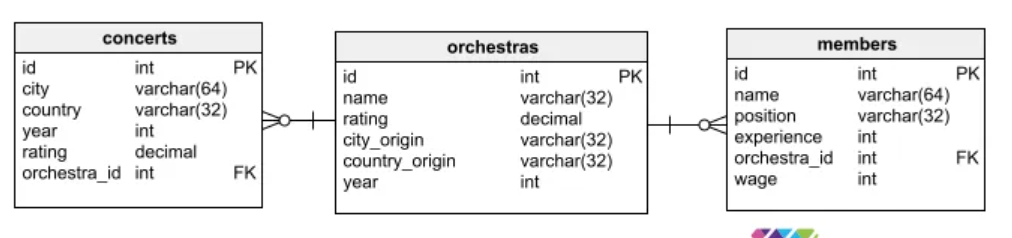 concerts
id int PK
city varchar(64)
country varchar(32)
year int
rating decimal
orchestra_id int FK
orchestras
id int PK
name varchar(32)
rating decimal
city_origin varchar(32)
country_origin varchar(32)
year int
members
id int PK
name varchar(64)
position varchar(32)
experience int
orchestra_id int FK
wage int